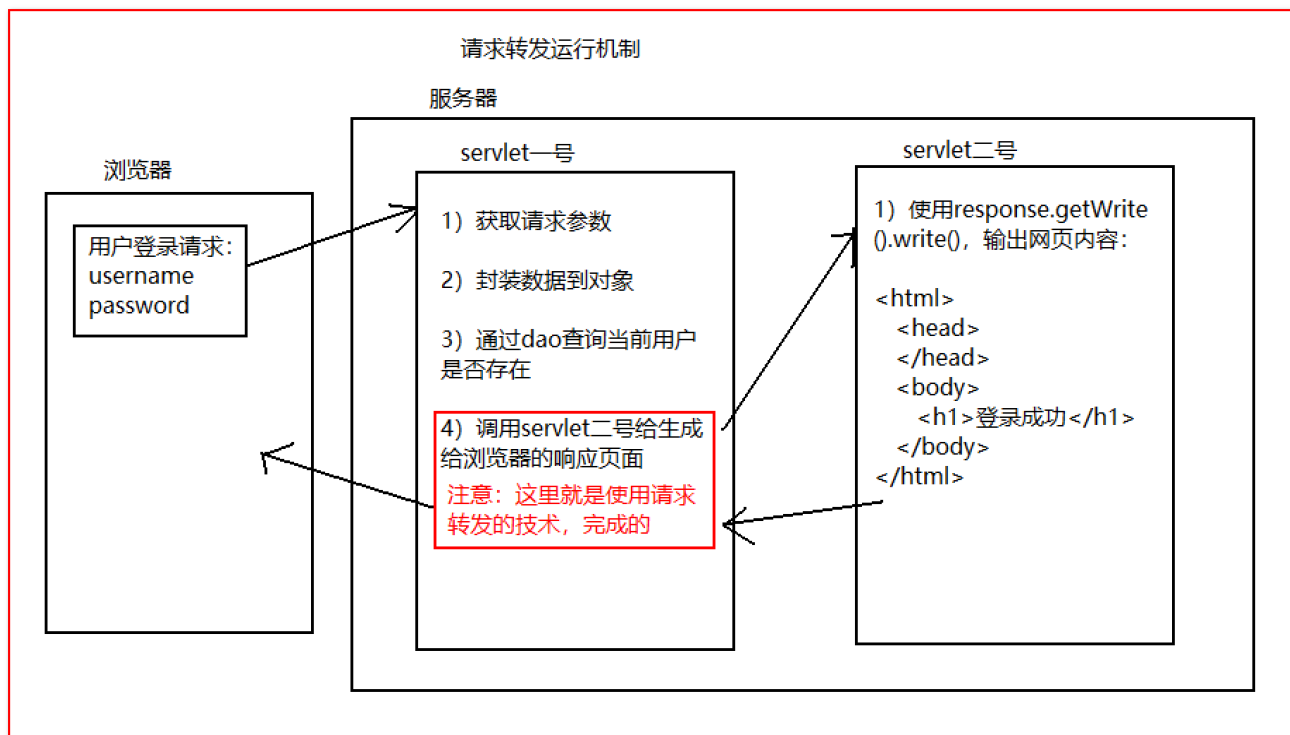 请求转发运行机制
服务器
浏览器
用户登录请求：
username
password
servlet一号
1）获取请求参数
2）封装数据到对象
3）通过dao查询当前用户
是否存在
4）调用servlet二号给生成
给浏览器的响应页面
注意：这里就是使用请求
转发的技术，完成的
servlet二号
1）使用response.getWrite
().write()，输出网页内容：
<html>
<head>
</head>
<body>
<h1>登录成功</h1>
</body>
</html>